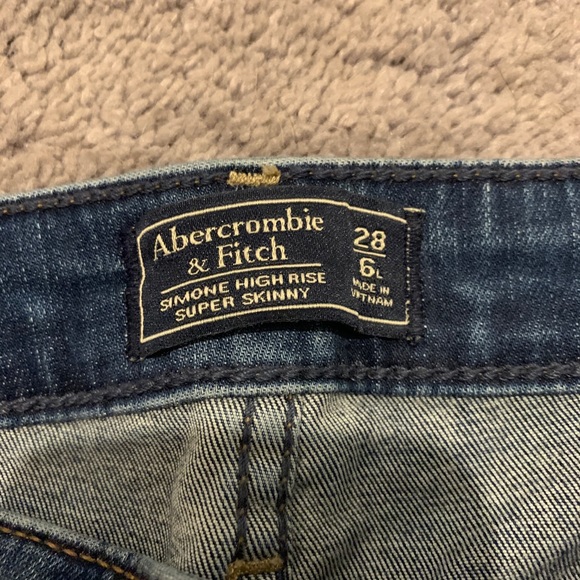 Abercrombie
& Fitch
SIMONE HIGH RISE
SUPER SKINNY
28
6L
MADE IN
VIETNAM